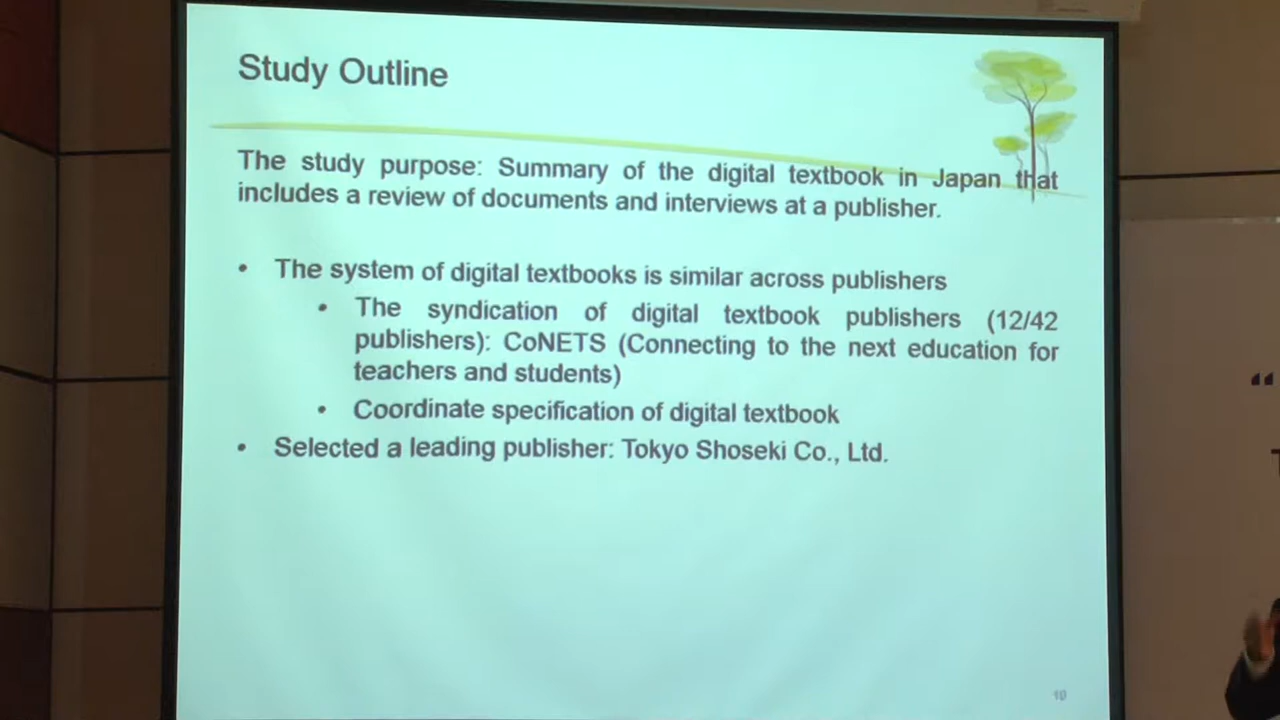 Study Outline
The study purpose: Summary of the digital textbook in Japan that
includes a review of documents and interviews at a publisher.
• The system of digital textbooks is similar across publishers
• The syndication of digital textbook publishers (12/42
publishers): CoNETS (Connecting to the next education for
teachers and students)
• Coordinate specification of digital textbook
• Selected a leading publisher: Tokyo Shoseki Co., Ltd.